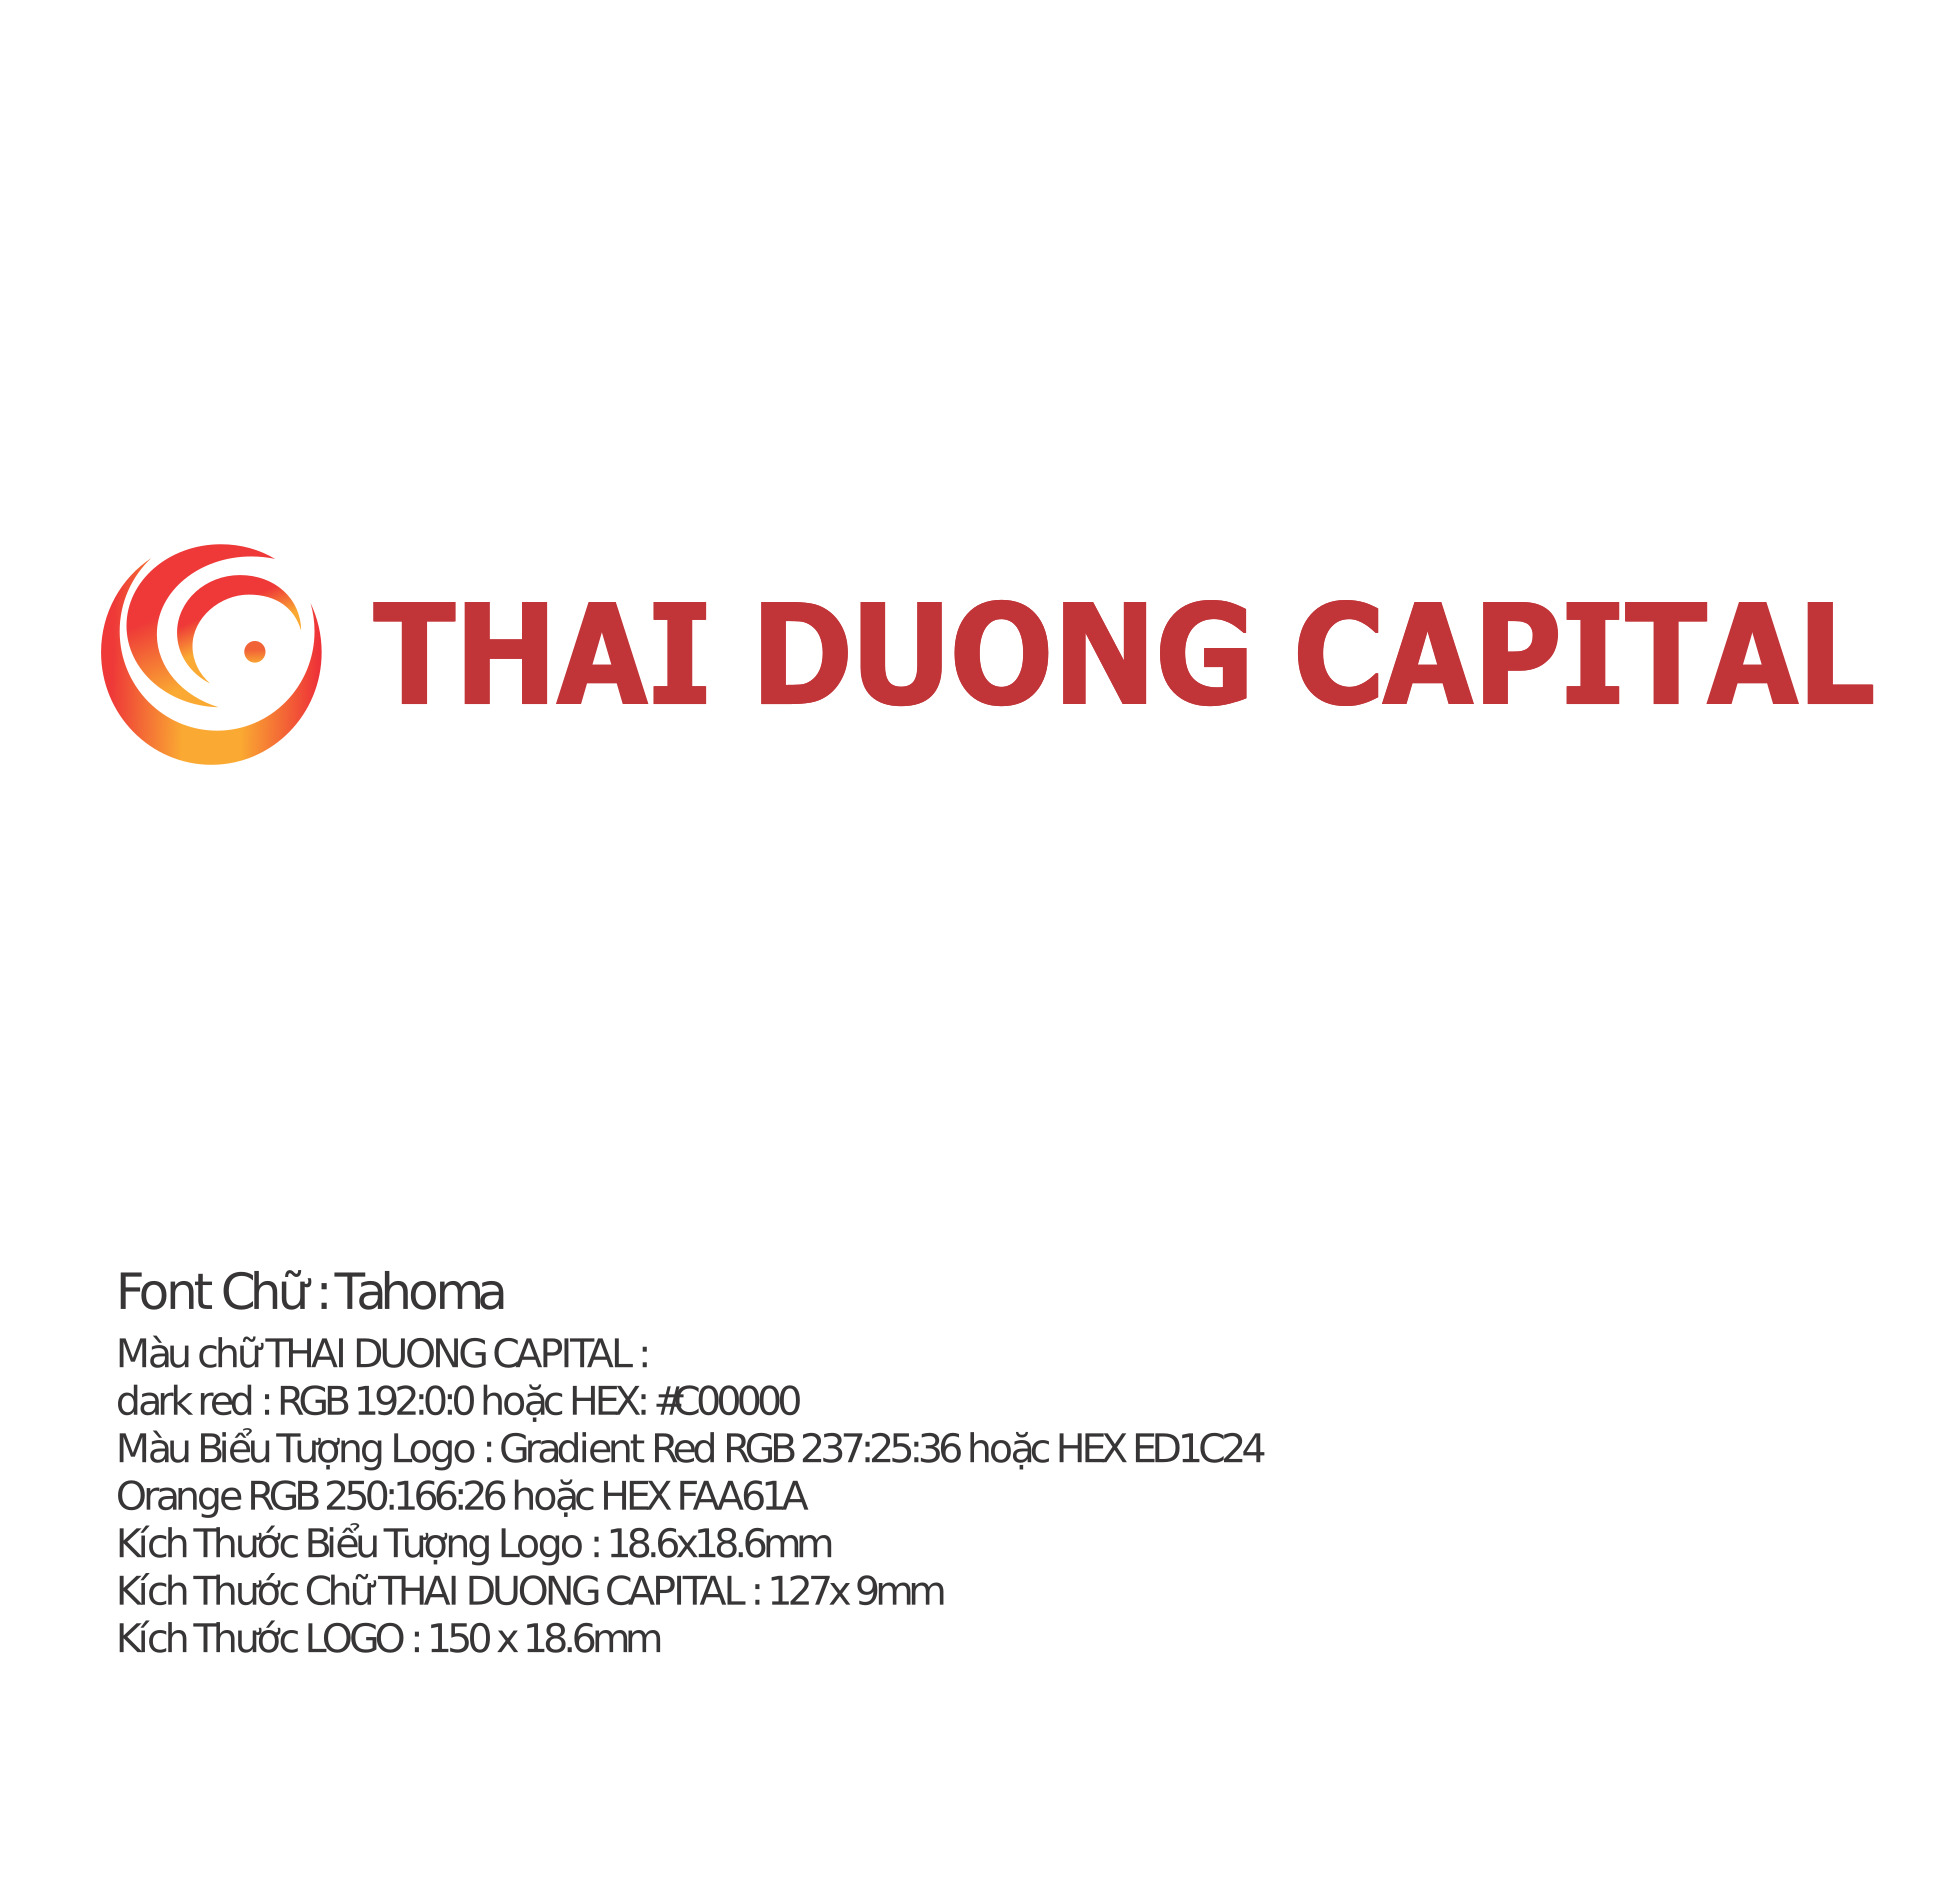 THAI DUONG CAPITAL
Font Chữ : Tahoma
Màu chữ THAI DUONG CAPITAL :
dark red : RGB 192:0:0 hoặc HEX: #C00000
Màu Biểu Tượng Logo : Gradient Red RGB 237:25:36 hoặc HEX ED1C24
Orange RGB 250:166:26 hoặc HEX FAA61A
Kích Thước Biểu Tượng Logo : 18.6x18.6mm
Kích Thước Chữ THAI DUONG CAPITAL : 127x 9mm
Kích Thước LOGO : 150 x 18.6mm